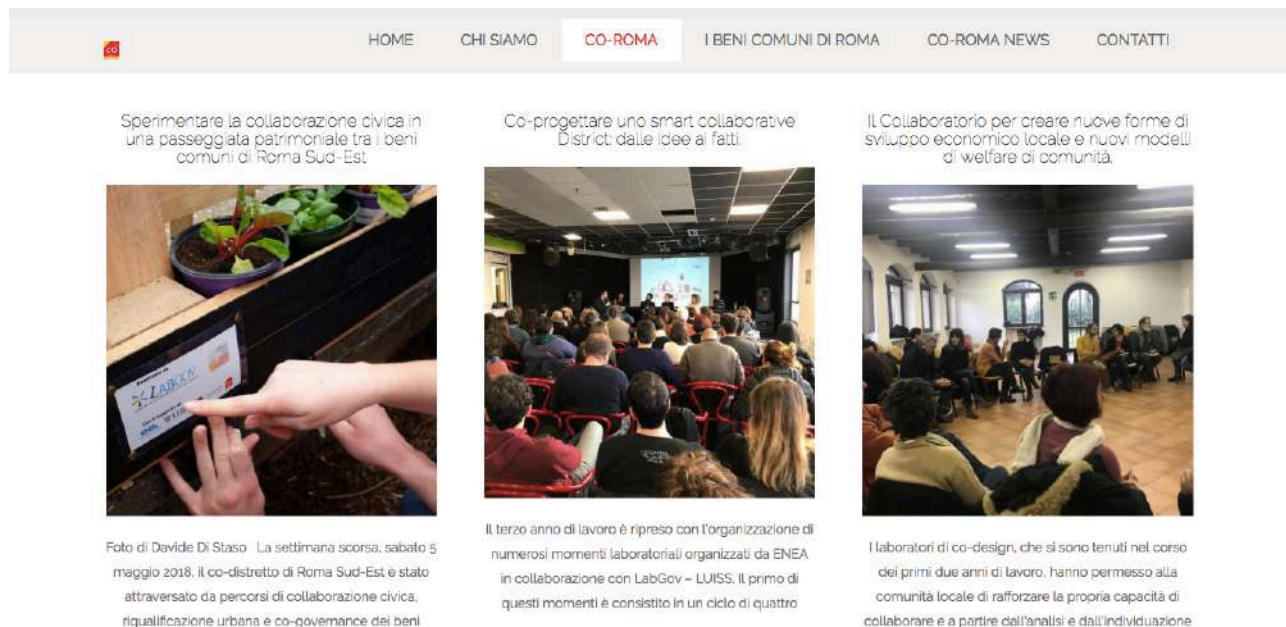 co
HOME
CHI SIAMO
CO-ROMA
I BENI COMUNI DI ROMA
CO-ROMA NEWS
CONTATTI
Sperimentare la collaborazione civica in
una passeggiata patrimoniale tra i beni
comuni di Roma Sud-Est
LABGOV
Foto di Davide Di Staso La settimana scorsa, sabato 5
maggio 2018, il co-distretto di Roma Sud-Est è stato
attraversato da percorsi di collaborazione civica,
riqualificazione urbana e co-governance dei beni
Co-progettare uno smart collaborative
District: dalle idee ai fatti.
Il terzo anno di lavoro è ripreso con l'organizzazione di
numerosi momenti laboratoriali organizzati da ENEA
in collaborazione con LabGov – LUISS. Il primo di
questi momenti è consistito in un ciclo di quattro
Il Collaboratorio per creare nuove forme di
sviluppo economico locale e nuovi modelli
di welfare di comunità.
I laboratori di co-design, che si sono tenuti nel corso
dei primi due anni di lavoro, hanno permesso alla
comunità locale di rafforzare la propria capacità di
collaborare e a partire dall'analisi e dall'individuazione